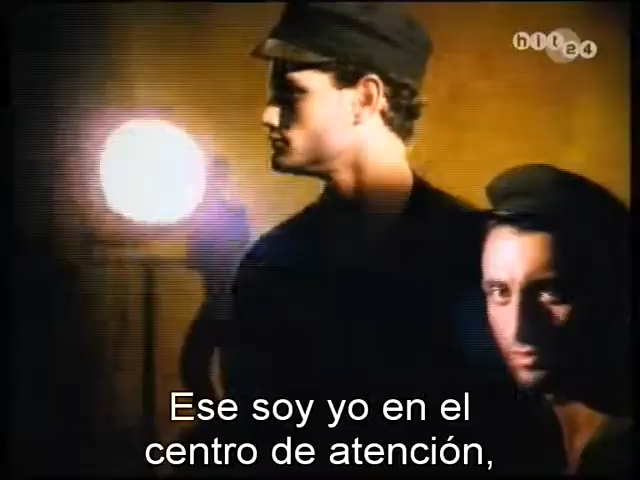 hit24
Ese soy yo en el
centro de atención,